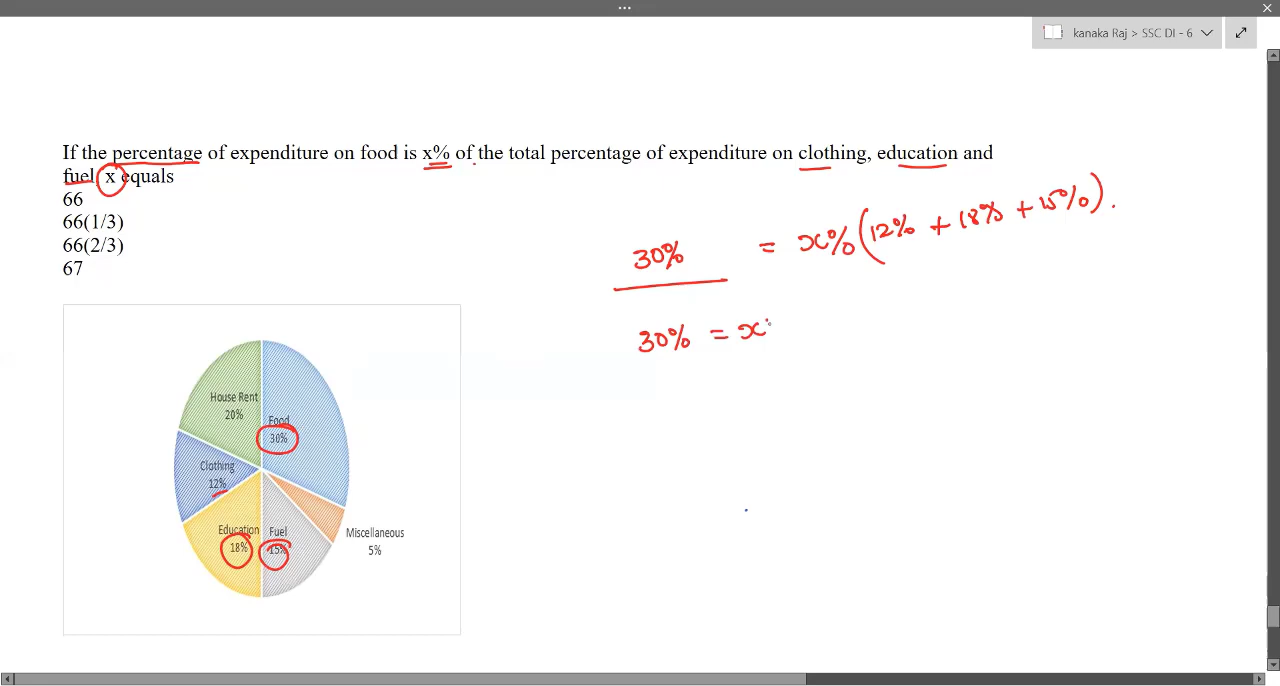 kanaka Raj > SSC DI - 6
If the percentage of expenditure on food is x% of the total percentage of expenditure on clothing, education and
fuel, x equals
66
66(1/3)
66(2/3)
67
30% = x% (12% + 18% + 15%).
30% = x
House Rent
20%
Food
30%
Clothing
12%
Education
18%
Fuel
15%
Miscellaneous
5%